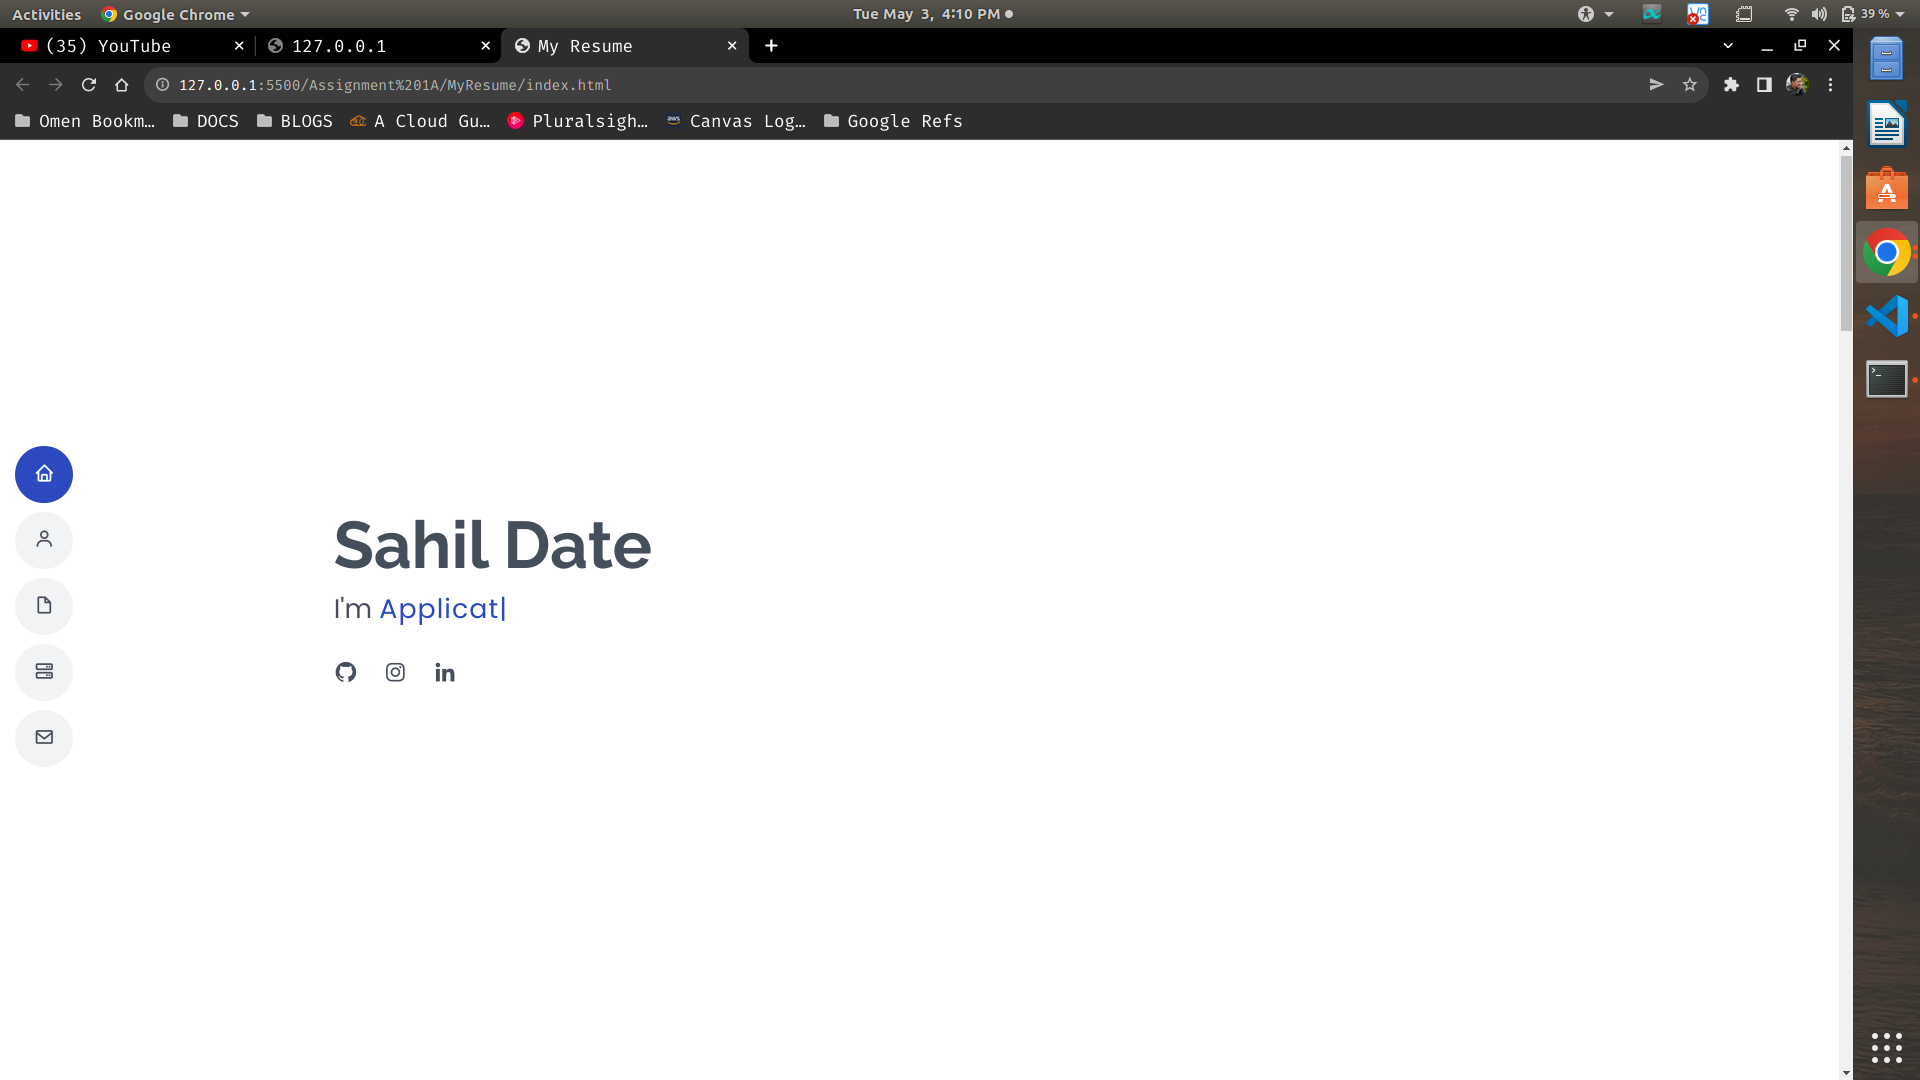 Activities Google Chrome Tue May 3, 4:10 PM 39 %
(35) YouTube 127.0.0.1 My Resume
127.0.0.1:5500/Assignment%201A/MyResume/index.html
Omen Bookm… DOCS BLOGS A Cloud Gu… Pluralsigh… Canvas Log… Google Refs
Sahil Date
I'm Applicat|